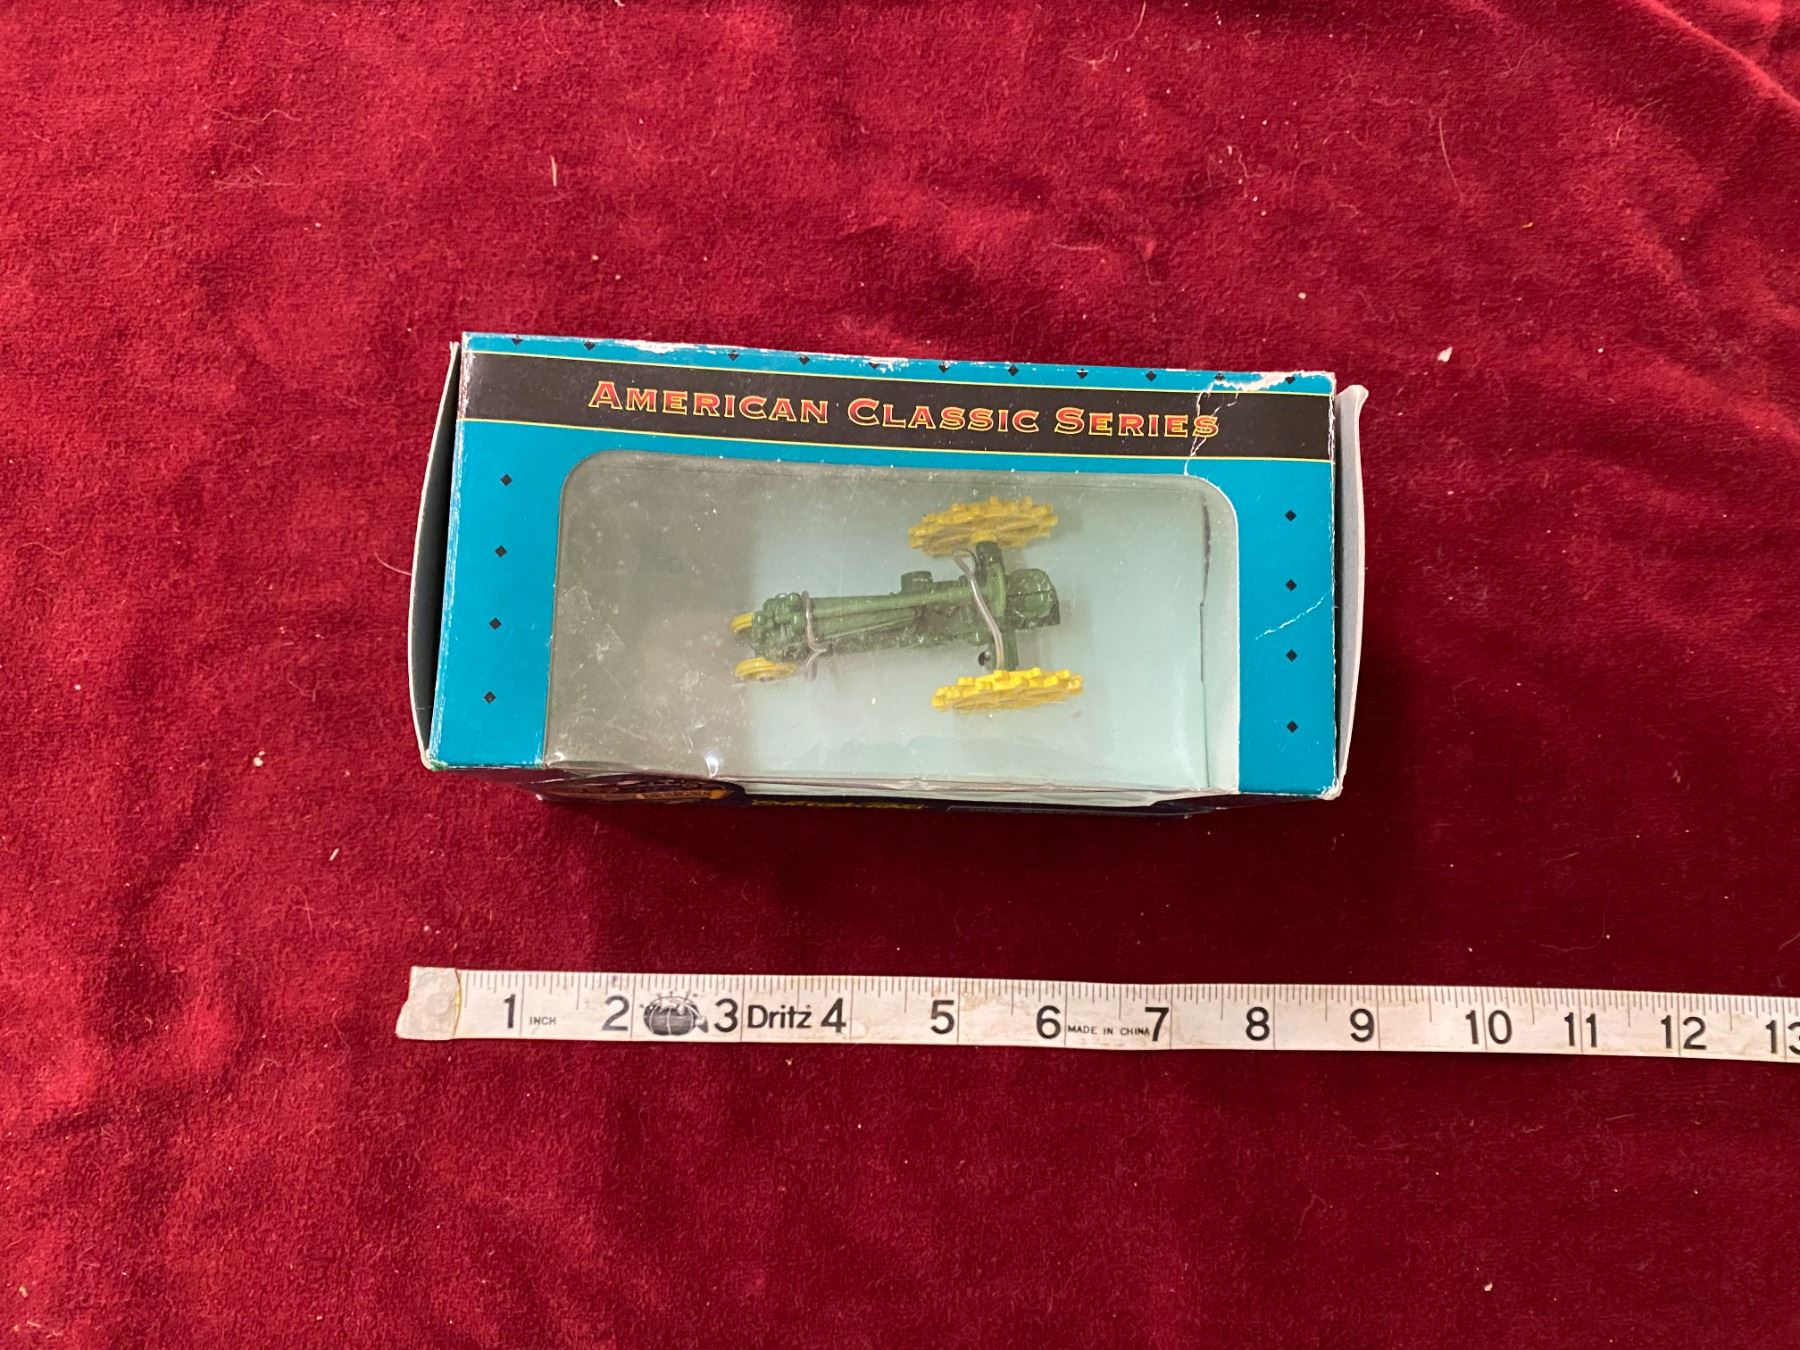 AMERICAN CLASSIC SERIES
1 INCH 2 3 Dritz 4 5 6 MADE IN CHINA 7 8 9 10 11 12 13